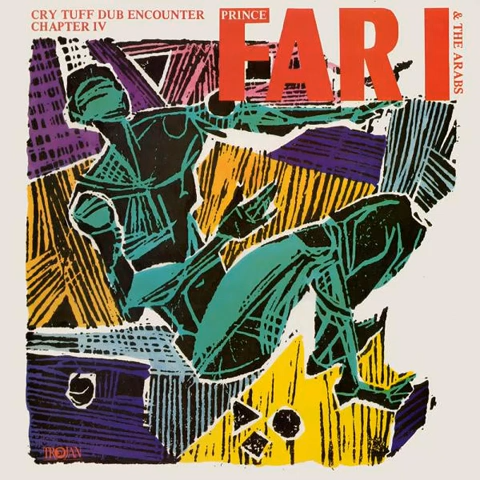 CRY TUFF DUB ENCOUNTER
CHAPTER IV
PRINCE
FAR I
& THE ARABS
TROJAN